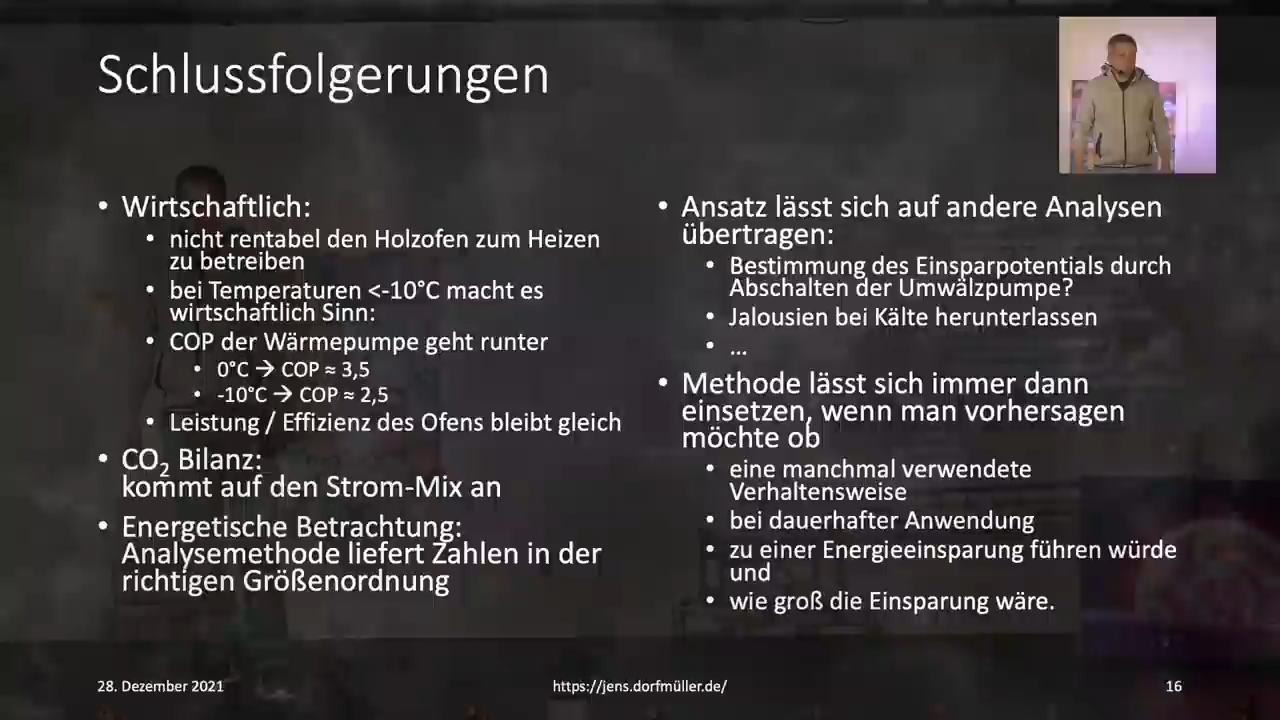 Schlussfolgerungen
• Wirtschaftlich:
• nicht rentabel den Holzofen zum Heizen
zu betreiben
• bei Temperaturen <-10°C macht es
wirtschaftlich Sinn:
• COP der Wärmepumpe geht runter
• 0°C → COP ≈ 3,5
• -10°C → COP ≈ 2,5
• Leistung / Effizienz des Ofens bleibt gleich
• CO₂ Bilanz:
kommt auf den Strom-Mix an
• Energetische Betrachtung:
Analysemethode liefert Zahlen in der
richtigen Größenordnung
• Ansatz lässt sich auf andere Analysen
übertragen:
• Bestimmung des Einsparpotentials durch
Abschalten der Umwälzpumpe?
• Jalousien bei Kälte herunterlassen
• ...
• Methode lässt sich immer dann
einsetzen, wenn man vorhersagen
möchte ob
• eine manchmal verwendete
Verhaltensweise
• bei dauerhafter Anwendung
• zu einer Energieeinsparung führen würde
und
• wie groß die Einsparung wäre.
28. Dezember 2021
https://jens.dorfmüller.de/
16